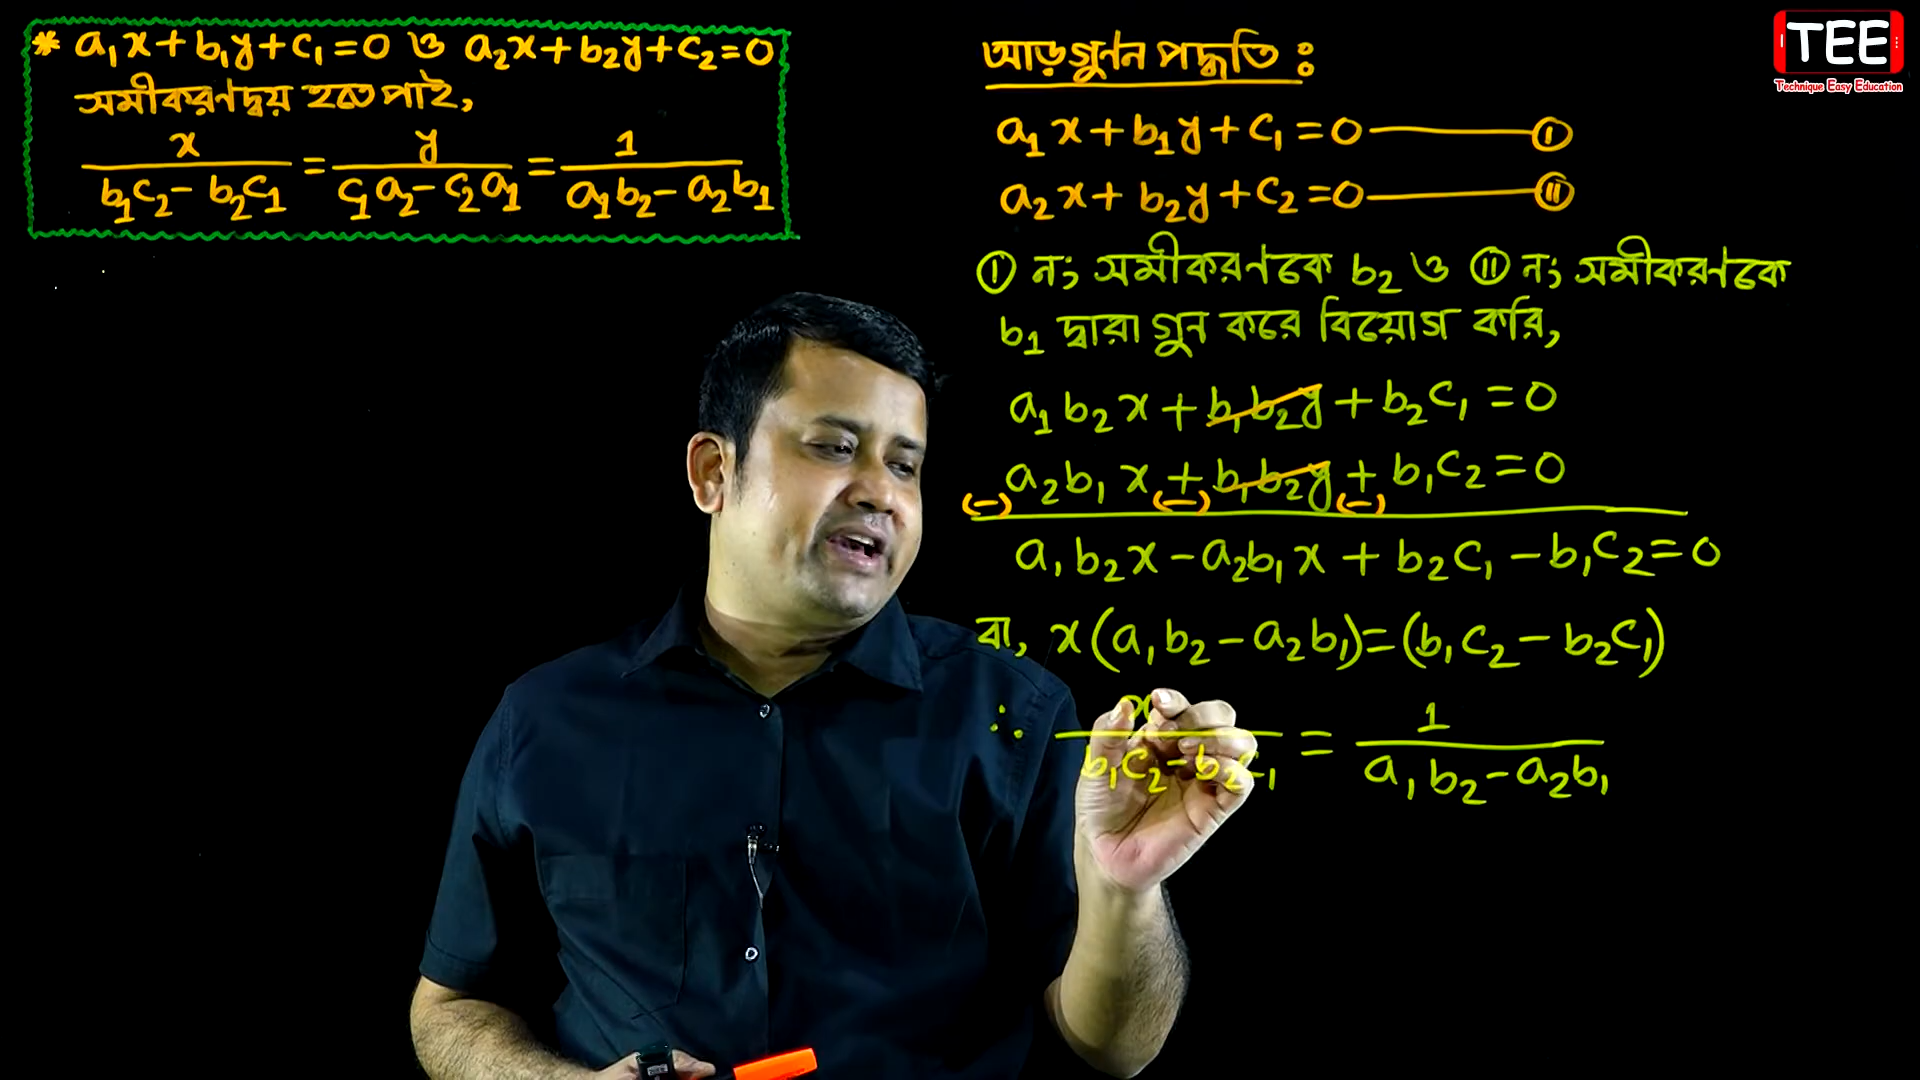 * a₁x + b₁y + c₁ = 0 ও a₂x + b₂y + c₂ = 0
সমীকরণদ্বয় হতে পাই,
x/(b₁c₂ - b₂c₁) = y/(c₁a₂ - c₂a₁) = 1/(a₁b₂ - a₂b₁)
আড়গুনন পদ্ধতি :
a₁x + b₁y + c₁ = 0 ——— (i)
a₂x + b₂y + c₂ = 0 ——— (ii)
(i) নং সমীকরণকে b₂ ও (ii) নং সমীকরণকে
b₁ দ্বারা গুন করে বিয়োগ করি,
a₁b₂x + b₁b₂y + b₂c₁ = 0
a₂b₁x + b₁b₂y + b₁c₂ = 0
(-) (-) (-)
a₁b₂x - a₂b₁x + b₂c₁ - b₁c₂ = 0
বা, x(a₁b₂ - a₂b₁) = (b₁c₂ - b₂c₁)
∴ x/(b₁c₂ - b₂c₁) = 1/(a₁b₂ - a₂b₁)
TEE
Technique Easy Education